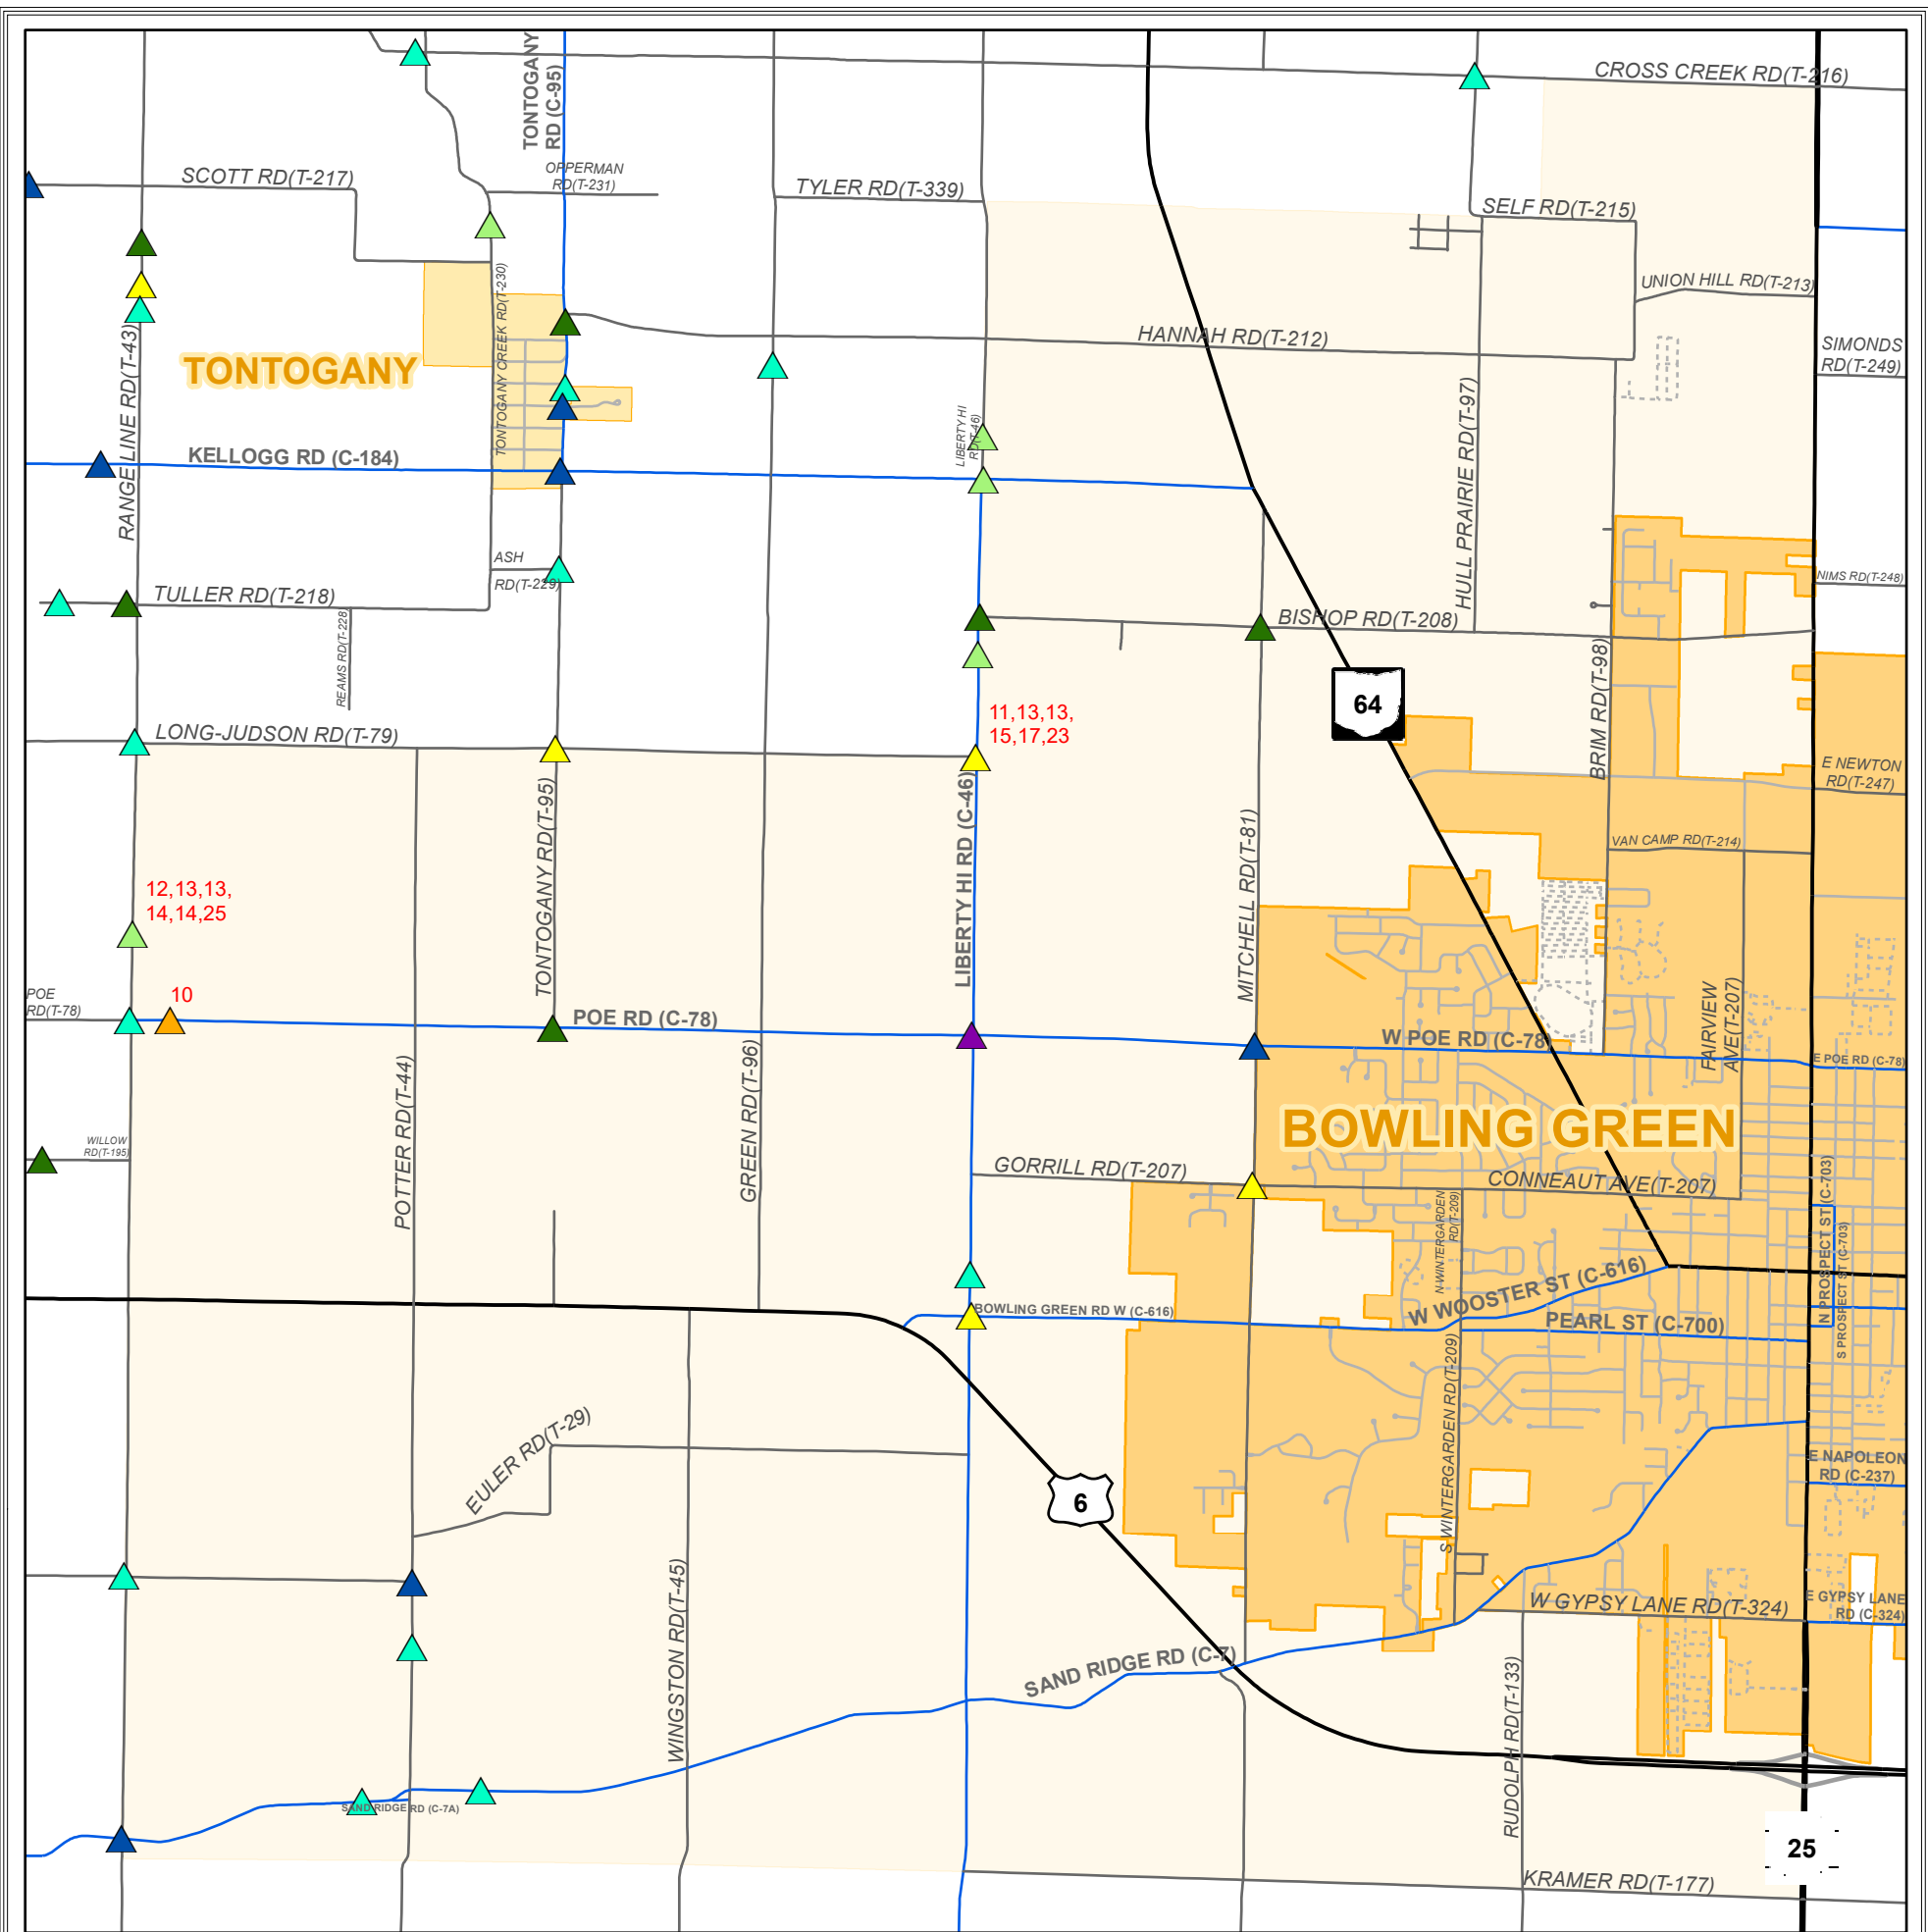 TONTOGANY
RD (C-95)
CROSS CREEK RD(T-216)
SCOTT RD(T-217)
OPPERMAN
RD(T-231)
TYLER RD(T-339)
SELF RD(T-215)
UNION HILL RD(T-213)
TONTOGANY CREEK RD(T-230)
RANGE LINE RD(T-43)
TONTOGANY
HANNAH RD(T-212)
SIMONDS
RD(T-249)
HULL PRAIRIE RD(T-97)
LIBERTY HI
RD(T-46)
KELLOGG RD (C-184)
ASH
RD(T-229)
TULLER RD(T-218)
REAMS RD(T-228)
BISHOP RD(T-208)
NIMS RD(T-248)
BRIM RD(T-98)
64
11,13,13,
15,17,23
LONG-JUDSON RD(T-79)
E NEWTON
RD(T-247)
TONTOGANY RD(T-95)
LIBERTY HI RD (C-46)
MITCHELL RD(T-81)
VAN CAMP RD(T-214)
12,13,13,
14,14,25
POE
RD(T-78)
10
POE RD (C-78)
W POE RD (C-78)
FAIRVIEW
AVE(T-207)
E POE RD (C-78)
POTTER RD(T-44)
GREEN RD(T-96)
BOWLING GREEN
WILLOW
RD(T-195)
GORRILL RD(T-207)
CONNEAUT AVE(T-207)
N WINTERGARDEN
RD(T-209)
N PROSPECT ST (C-703)
S PROSPECT ST (C-703)
BOWLING GREEN RD W (C-616)
W WOOSTER ST (C-616)
PEARL ST (C-700)
EULER RD(T-29)
S WINTERGARDEN RD(T-209)
E NAPOLEON
RD (C-237)
6
WINGSTON RD(T-45)
W GYPSY LANE RD(T-324)
E GYPSY LANE
RD (C-324)
SAND RIDGE RD (C-7)
RUDOLPH RD(T-133)
SAND RIDGE RD (C-7A)
25
KRAMER RD(T-177)